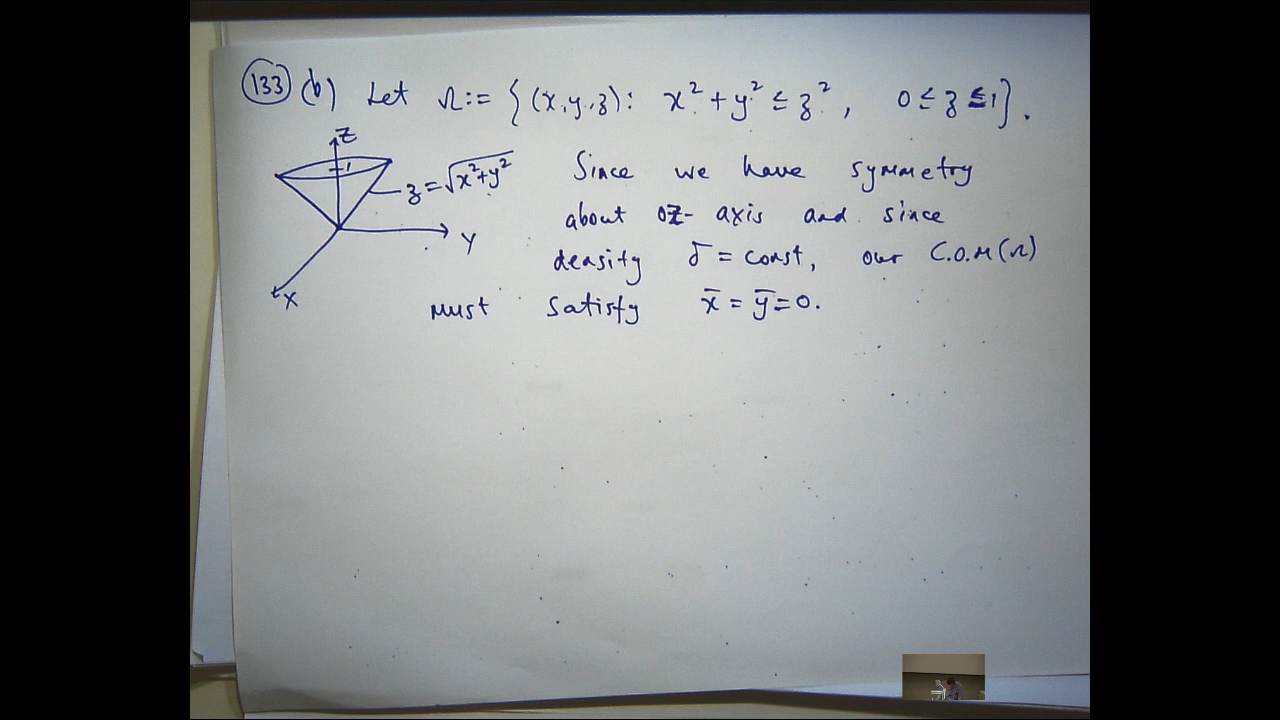 133 (b) Let Ω := {(x,y,z): x² + y² ≤ z², 0 ≤ z ≤ 1}.
Z
1
z = √(x²+y²)
Y
X
Since we have symmetry
about OZ- axis and since
density δ = const, our C.O.M(Ω)
must satisfy x̄ = ȳ = 0.